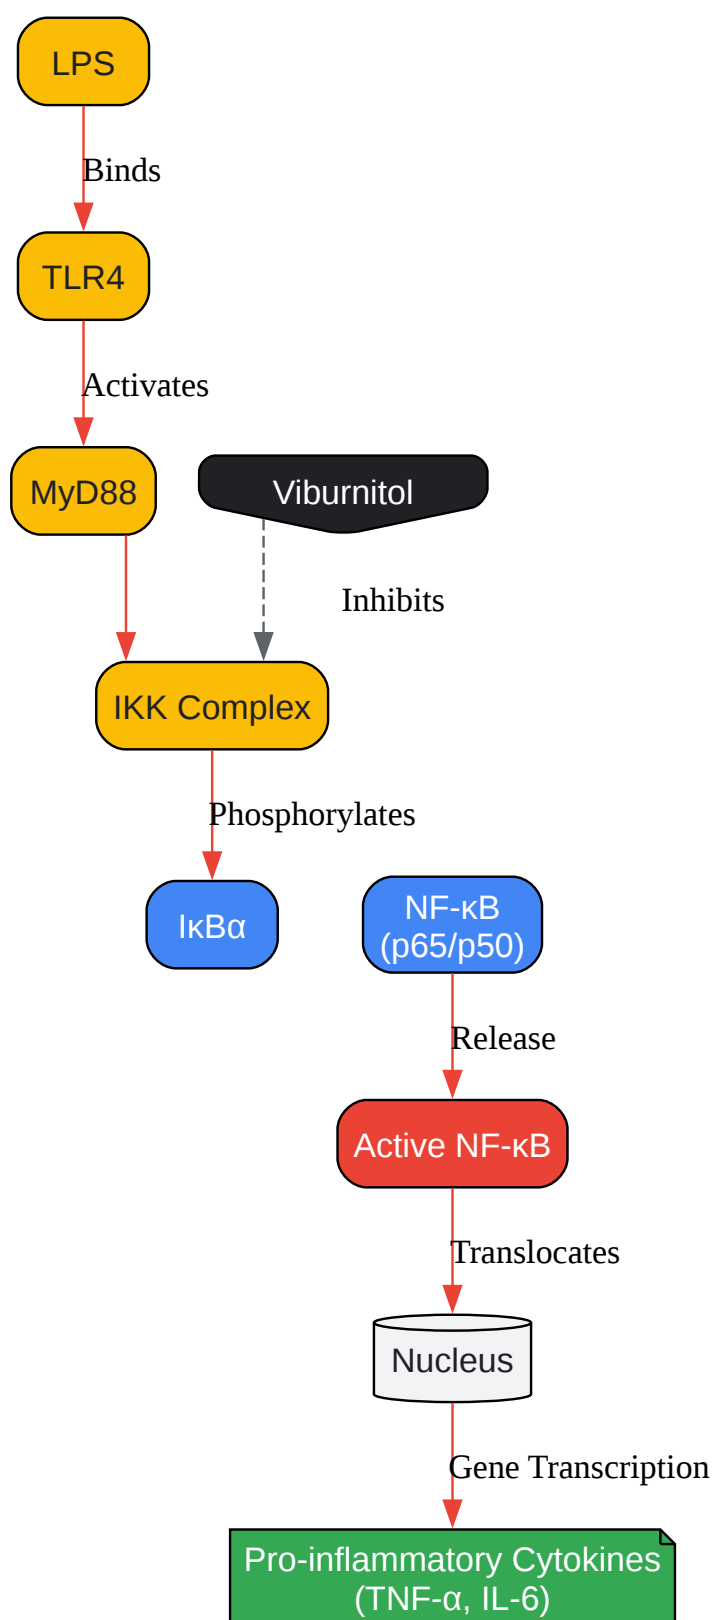 LPS
Binds
TLR4
Activates
MyD88
Viburnitol
Inhibits
IKK Complex
Phosphorylates
IκBα
NF-κB
(p65/p50)
Release
Active NF-κB
Translocates
Nucleus
Gene Transcription
Pro-inflammatory Cytokines
(TNF-α, IL-6)